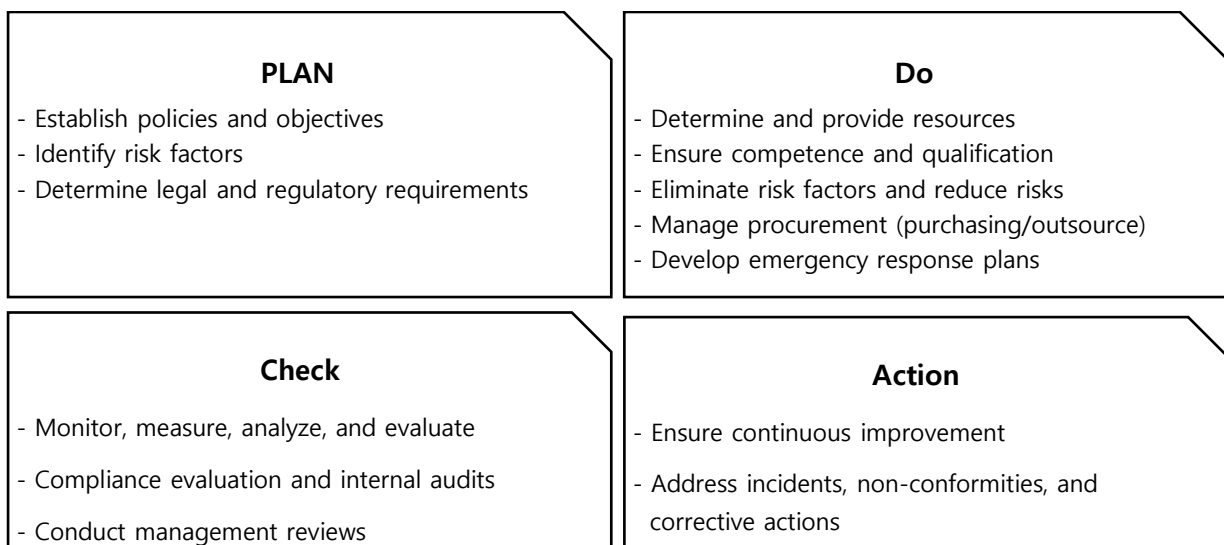 PLAN
- Establish policies and objectives
- Identify risk factors
- Determine legal and regulatory requirements
Do
- Determine and provide resources
- Ensure competence and qualification
- Eliminate risk factors and reduce risks
- Manage procurement (purchasing/outsource)
- Develop emergency response plans
Check
- Monitor, measure, analyze, and evaluate
- Compliance evaluation and internal audits
- Conduct management reviews
Action
- Ensure continuous improvement
- Address incidents, non-conformities, and
corrective actions